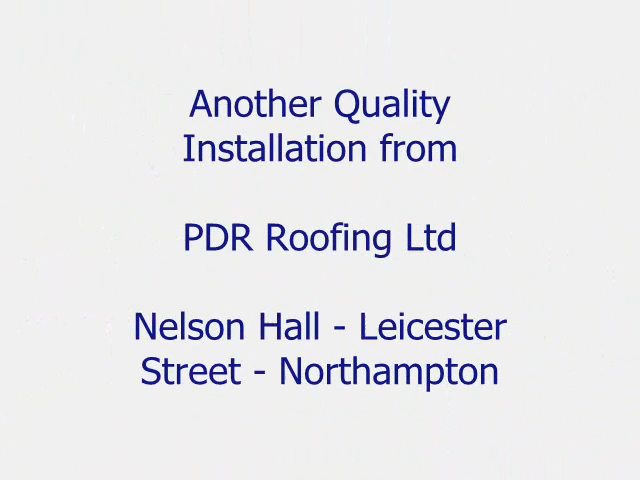 Another Quality
Installation from
PDR Roofing Ltd
Nelson Hall - Leicester
Street - Northampton